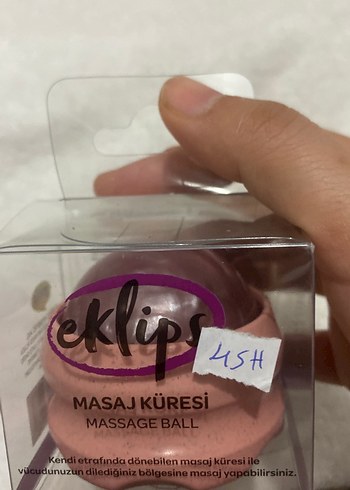 eklips
45H
MASAJ KÜRESİ
MASSAGE BALL
Kendi etrafında dönebilen masaj küresi ile
vücudunuzun dilediğiniz bölgesine masaj yapabilirsiniz.